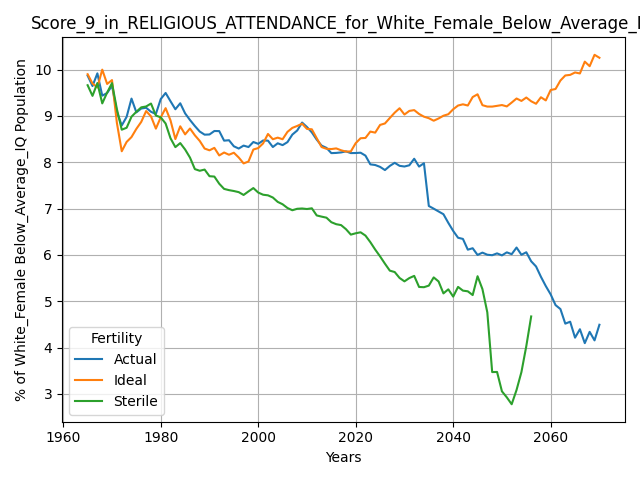 Score_9_in_RELIGIOUS_ATTENDANCE_for_White_Female_Below_Average_I
% of White_Female Below_Average_IQ Population
10
9
8
7
6
5
4
3
Fertility
Actual
Ideal
Sterile
1960
1980
2000
2020
2040
2060
Years